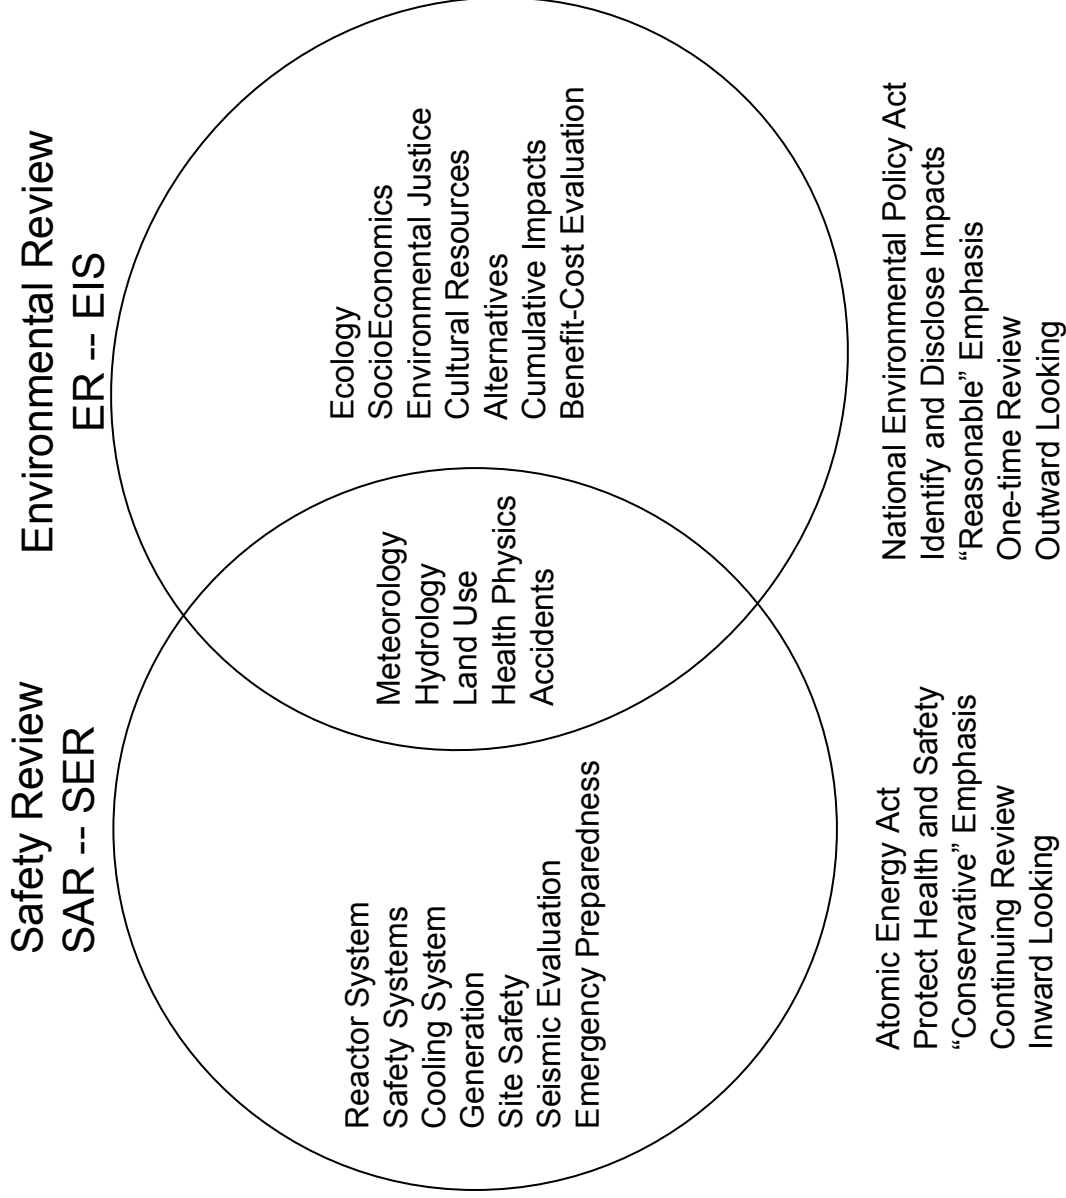 Safety Review
SAR -- SER
Environmental Review
ER -- EIS
Reactor System
Safety Systems
Cooling System
Generation
Site Safety
Seismic Evaluation
Emergency Preparedness
Meteorology
Hydrology
Land Use
Health Physics
Accidents
Ecology
SocioEconomics
Environmental Justice
Cultural Resources
Alternatives
Cumulative Impacts
Benefit-Cost Evaluation
Atomic Energy Act
Protect Health and Safety
“Conservative” Emphasis
Continuing Review
Inward Looking
National Environmental Policy Act
Identify and Disclose Impacts
“Reasonable” Emphasis
One-time Review
Outward Looking